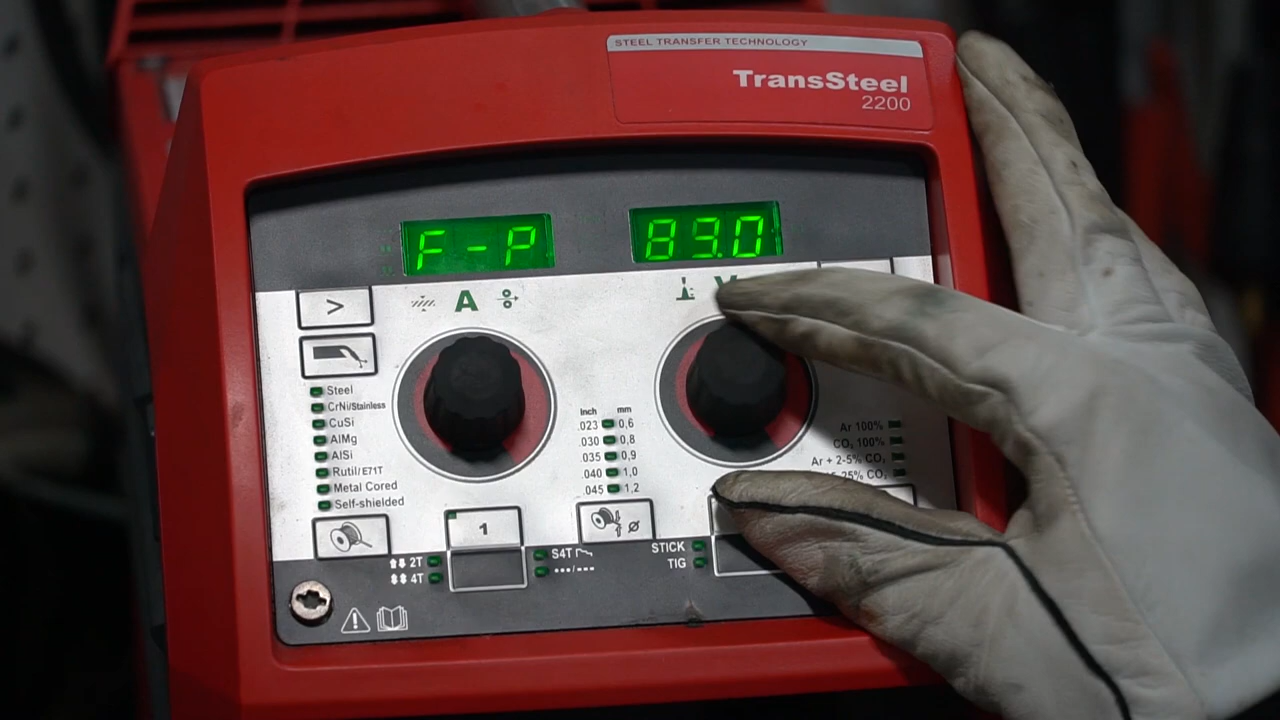 STEEL TRANSFER TECHNOLOGY
TransSteel
2200
F-P
89.0
>
A
V
Steel
CrNi/Stainless
CuSi
AlMg
AlSi
Rutil/E71T
Metal Cored
Self-shielded
Inch mm
.023 0,6
.030 0,8
.035 0,9
.040 1,0
.045 1,2
Ar 100%
CO₂ 100%
Ar + 2-5% CO₂
5-25% CO₂
1
2T
4T
S4T
STICK
TIG